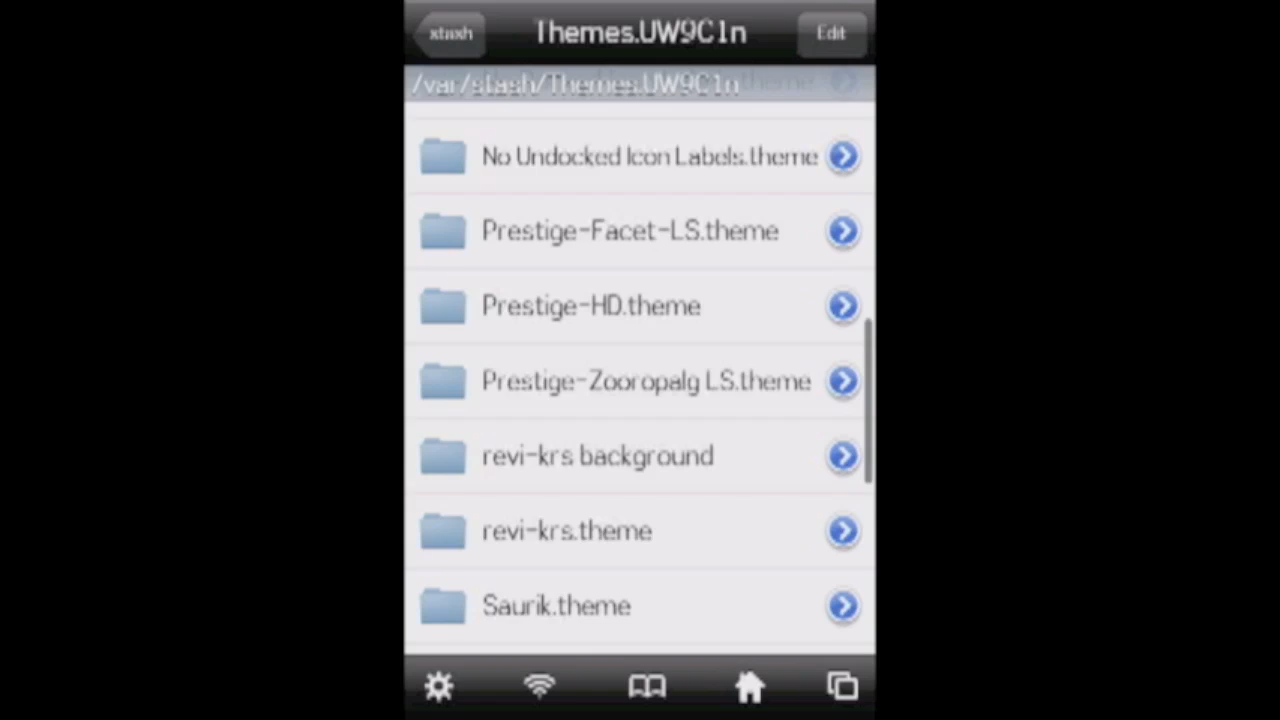 stash
Themes.UW9C1n
Edit
/var/stash/Themes.UW9C1n
No Undocked Icon Labels.theme
Prestige-Facet-LS.theme
Prestige-HD.theme
Prestige-Zooropalg LS.theme
revi-krs background
revi-krs.theme
Saurik.theme